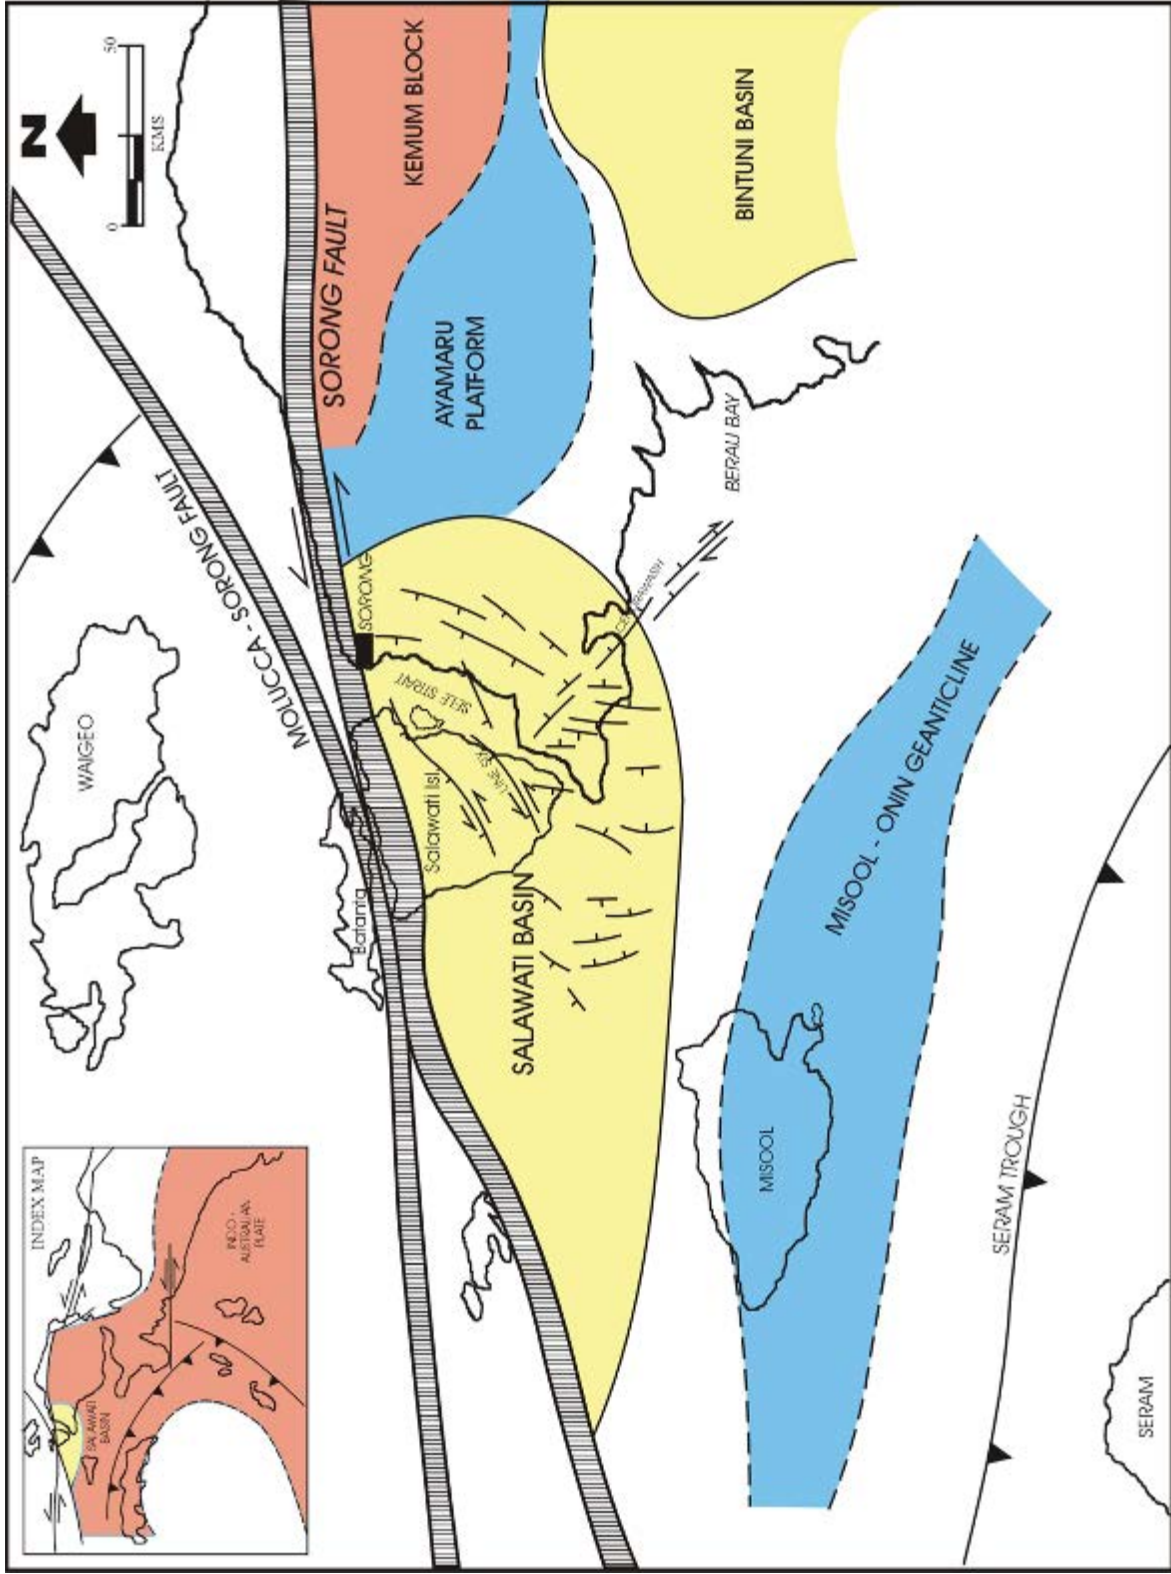 INDEX MAP
SALAWATI
BASIN
INDO -
AUSTRALIAN
PLATE
N
0
50
KMS
WAIGEO
MOLUCCA - SORONG FAULT
Batanta
SORONG FAULT
KEMUM BLOCK
SORONG
AYAMARU
PLATFORM
Salawati Isl.
SELE STRAIT
LINE SIX
SALAWATI BASIN
BERAU BAY
BINTUNI BASIN
MISOOL
MISOOL - ONIN GEANTICLINE
SERAM TROUGH
SERAM